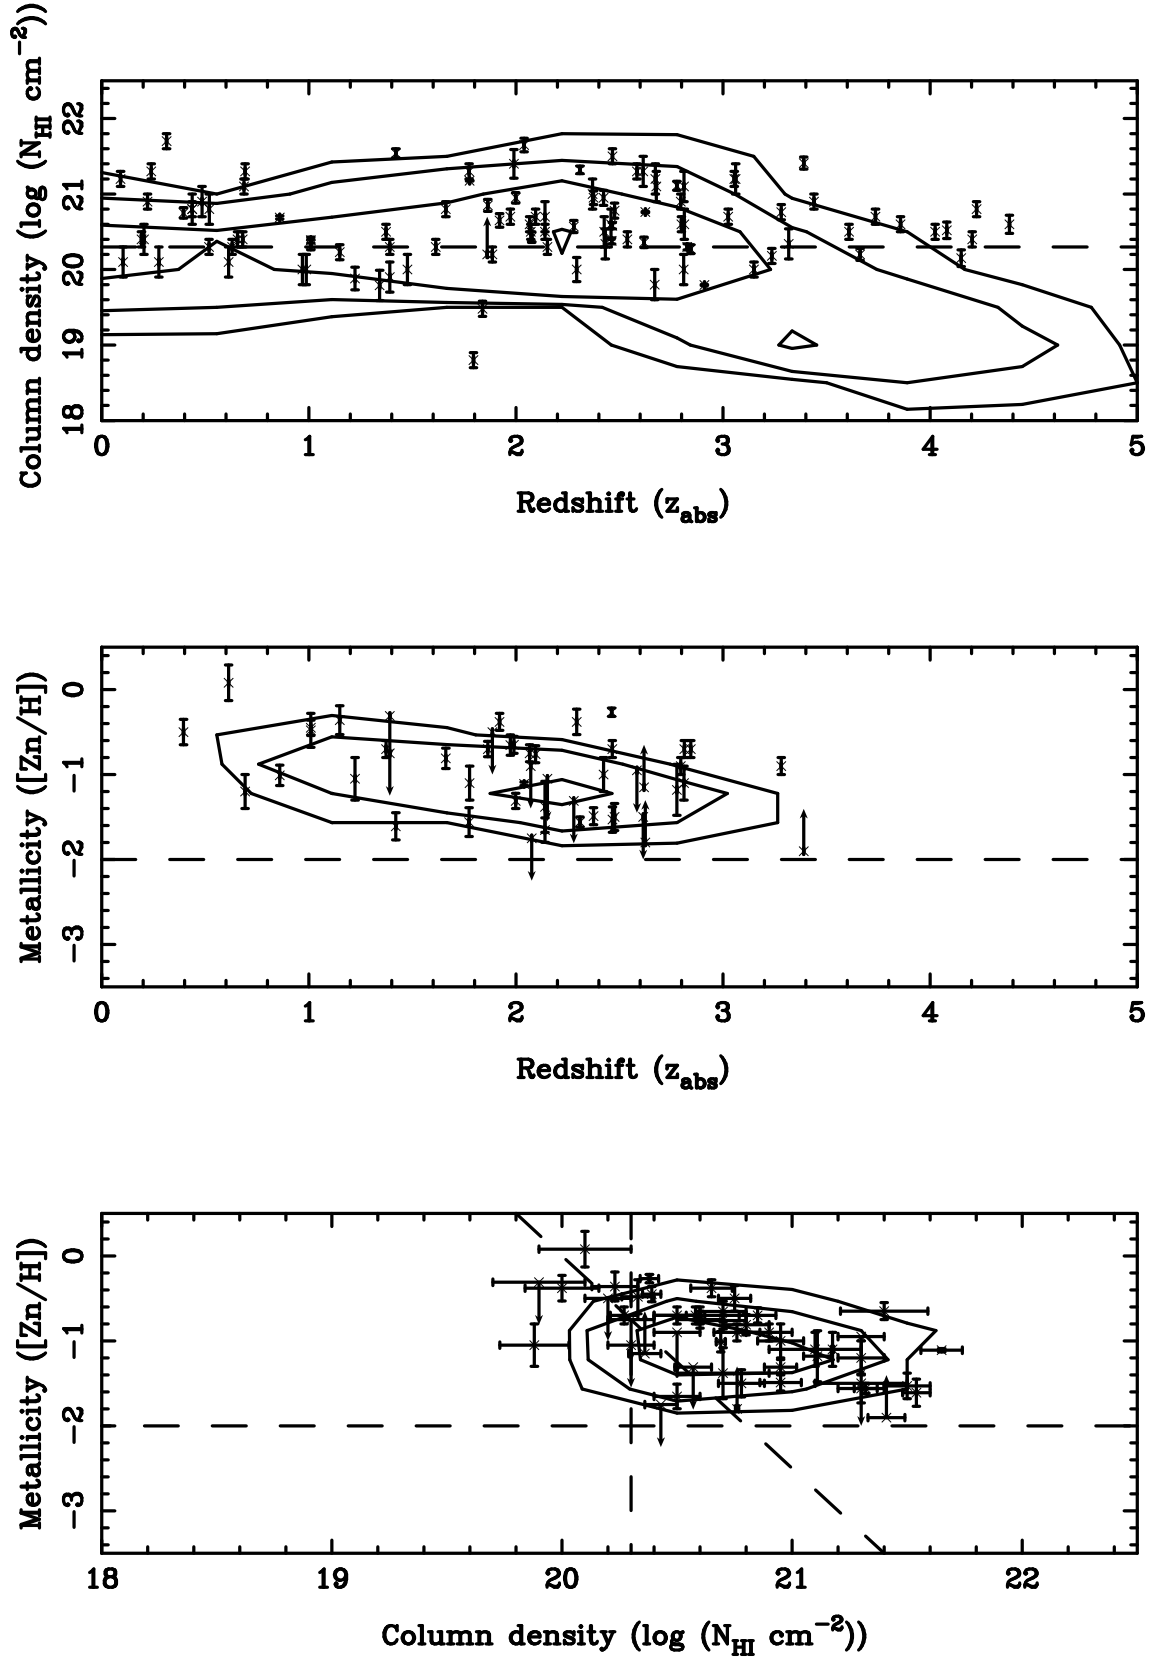 Column density (log (N_HI cm^−2))
22
21
20
19
18
0 1 2 3 4 5
Redshift (z_abs)
Metallicity ([Zn/H])
0
−1
−2
−3
0 1 2 3 4 5
Redshift (z_abs)
Metallicity ([Zn/H])
0
−1
−2
−3
18 19 20 21 22
Column density (log (N_HI cm^−2))